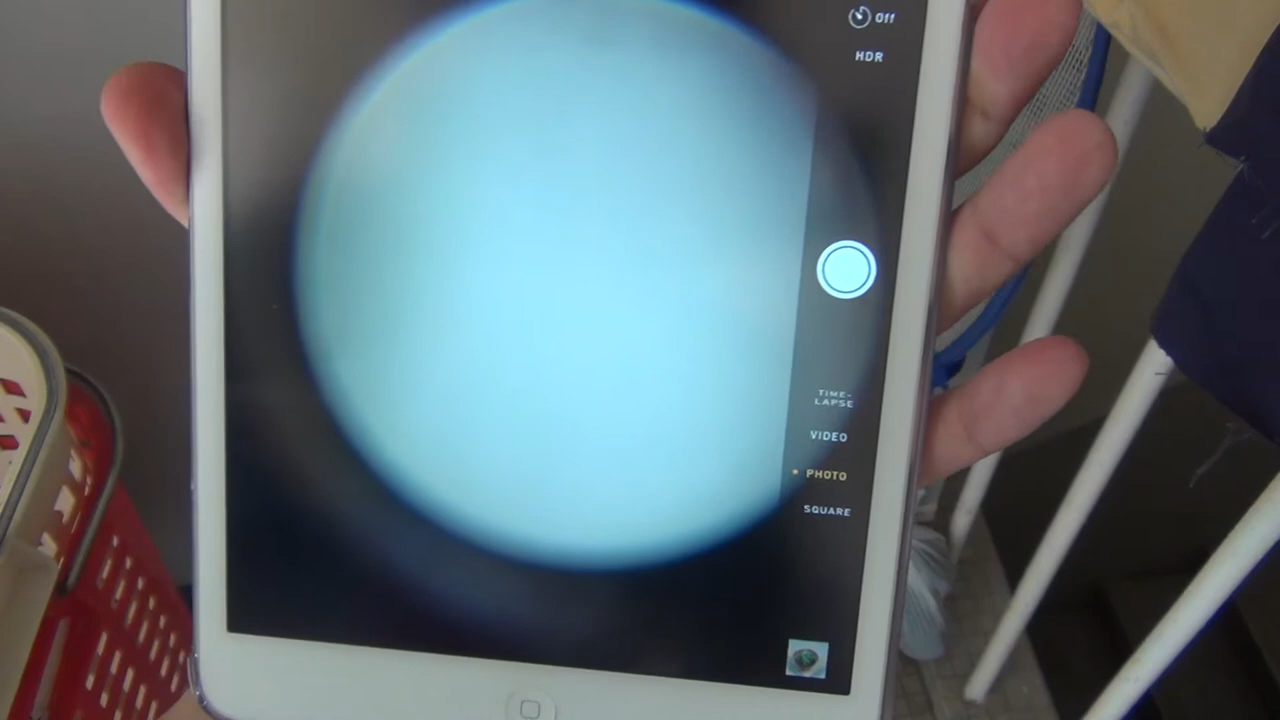 Off
HDR
TIME-
LAPSE
VIDEO
PHOTO
SQUARE